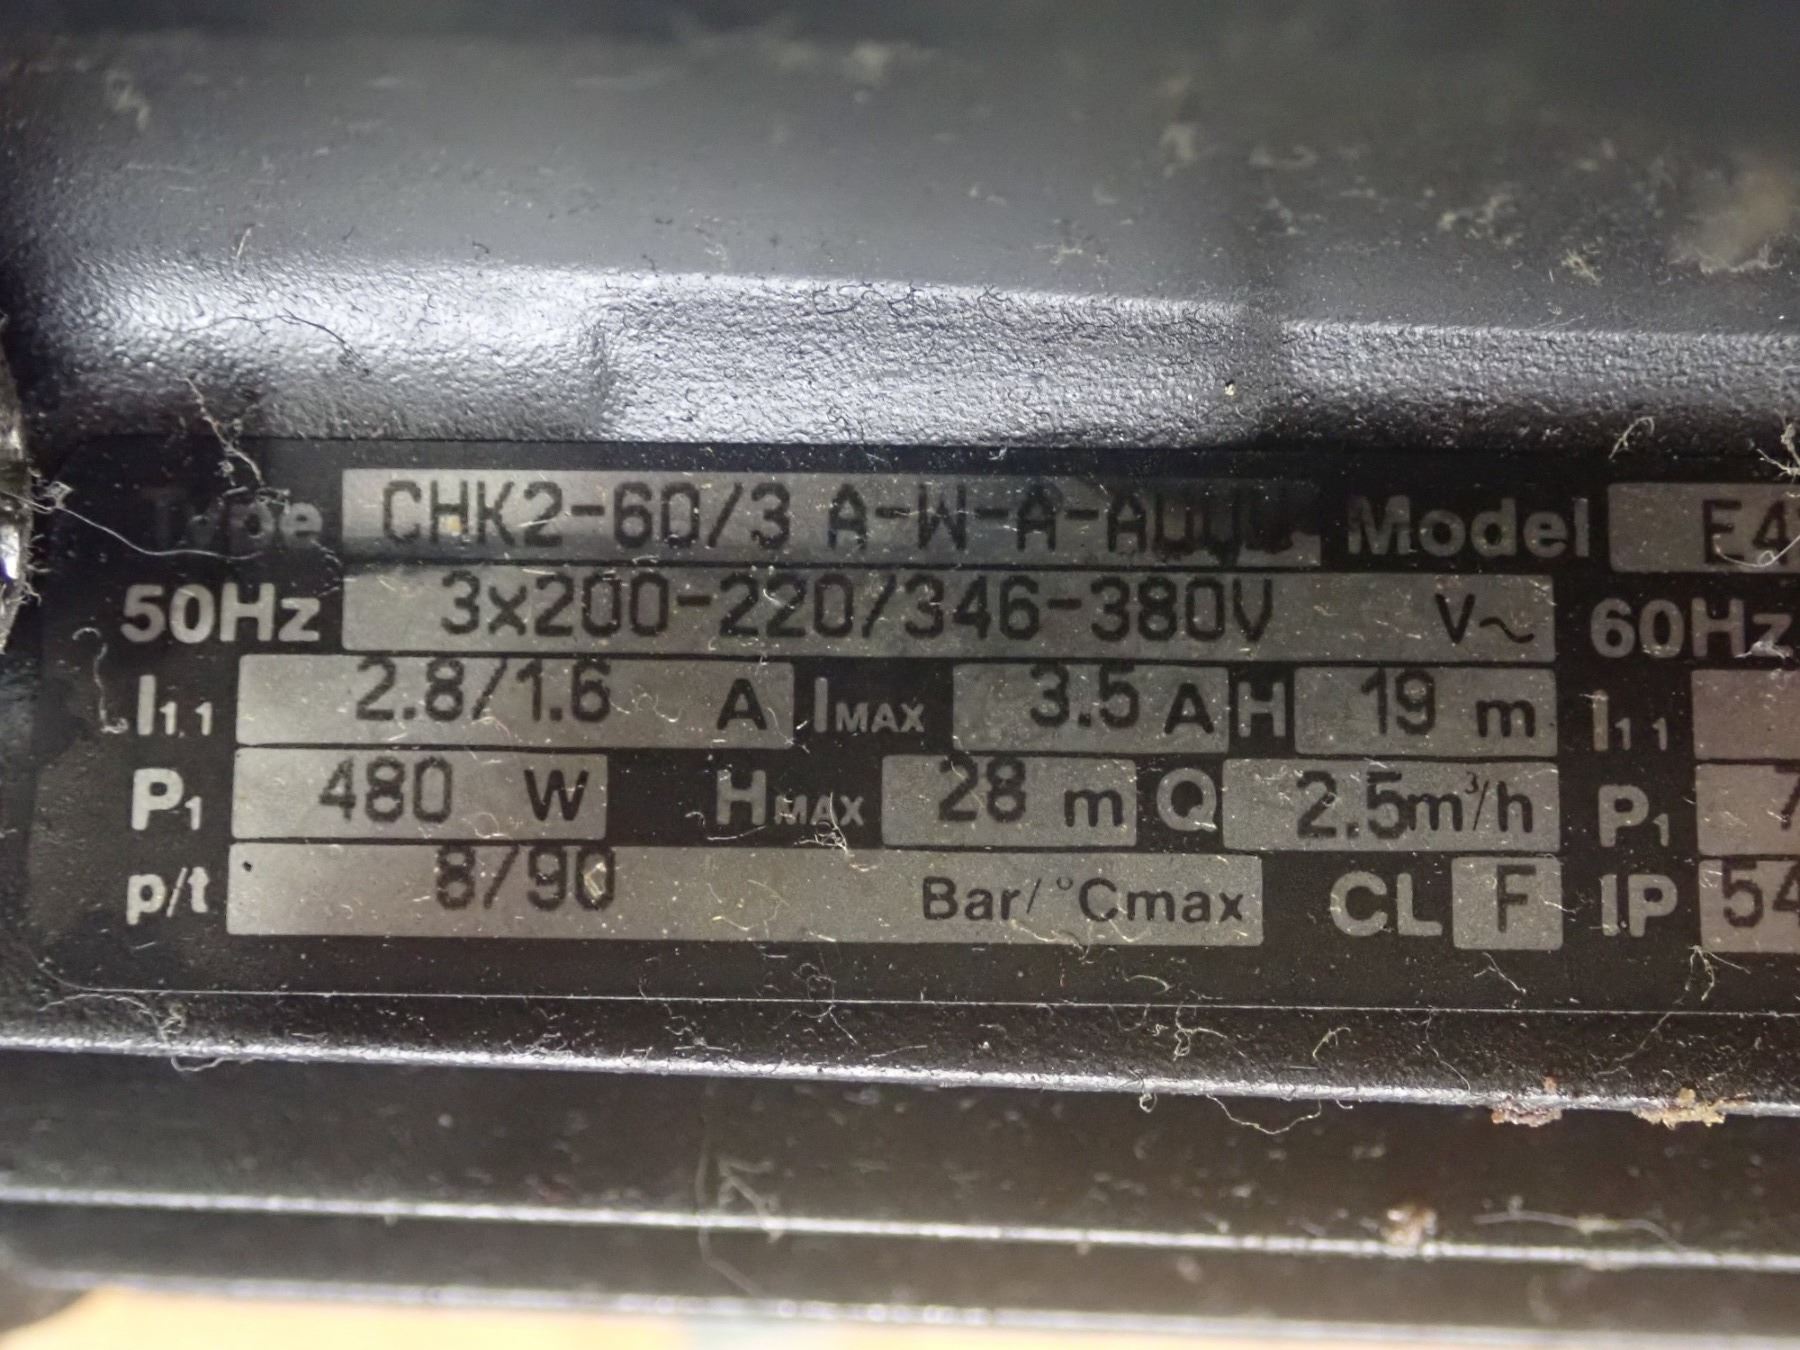 Type CHK2-60/3 A-W-A-AUUV Model E4
50Hz 3x200-220/346-380V V~ 60Hz
I1 1 2.8/1.6 A IMAX 3.5 A H 19 m I1 1
P1 480 W HMAX 28 m Q 2.5 m³/h P1 7
p/t 8/90 Bar/°Cmax CL F IP 54